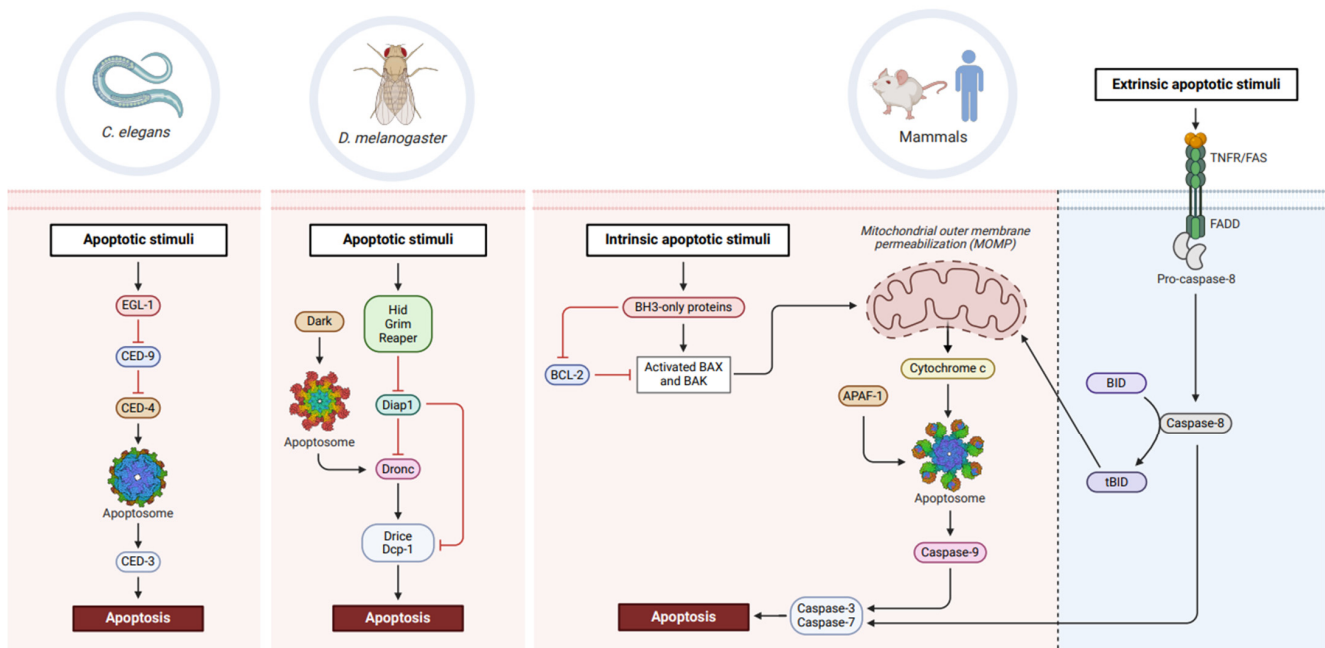 C. elegans
D. melanogaster
Mammals
Extrinsic apoptotic stimuli
TNFR/FAS
FADD
Pro-caspase-8
Apoptotic stimuli
EGL-1
CED-9
CED-4
Apoptosome
CED-3
Apoptosis
Apoptotic stimuli
Hid
Grim
Reaper
Dark
Diap1
Apoptosome
Dronc
Drice
Dcp-1
Apoptosis
Intrinsic apoptotic stimuli
Mitochondrial outer membrane
permeabilization (MOMP)
BH3-only proteins
BCL-2
Activated BAX
and BAK
Cytochrome c
APAF-1
Apoptosome
Caspase-9
Caspase-3
Caspase-7
Apoptosis
BID
Caspase-8
tBID